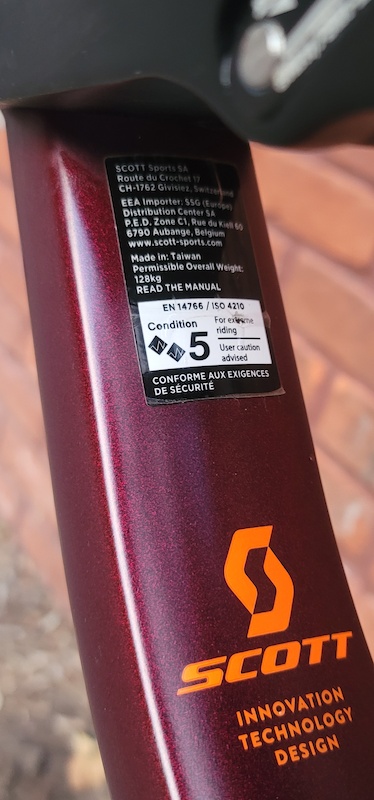 SCOTT Sports SA
Route du Crochet 17
CH-1762 Givisiez, Switzerland
EEA Importer: SSG (Europe)
Distribution Center SA
P.E.D. Zone C1, Rue du Kiell 60
6790 Aubange, Belgium
www.scott-sports.com
Made in: Taiwan
Permissible Overall Weight:
128kg
READ THE MANUAL
EN 14766 / ISO 4210
Condition
5
For extreme
riding
User caution
advised
CONFORME AUX EXIGENCES
DE SÉCURITÉ
SCOTT
INNOVATION
TECHNOLOGY
DESIGN